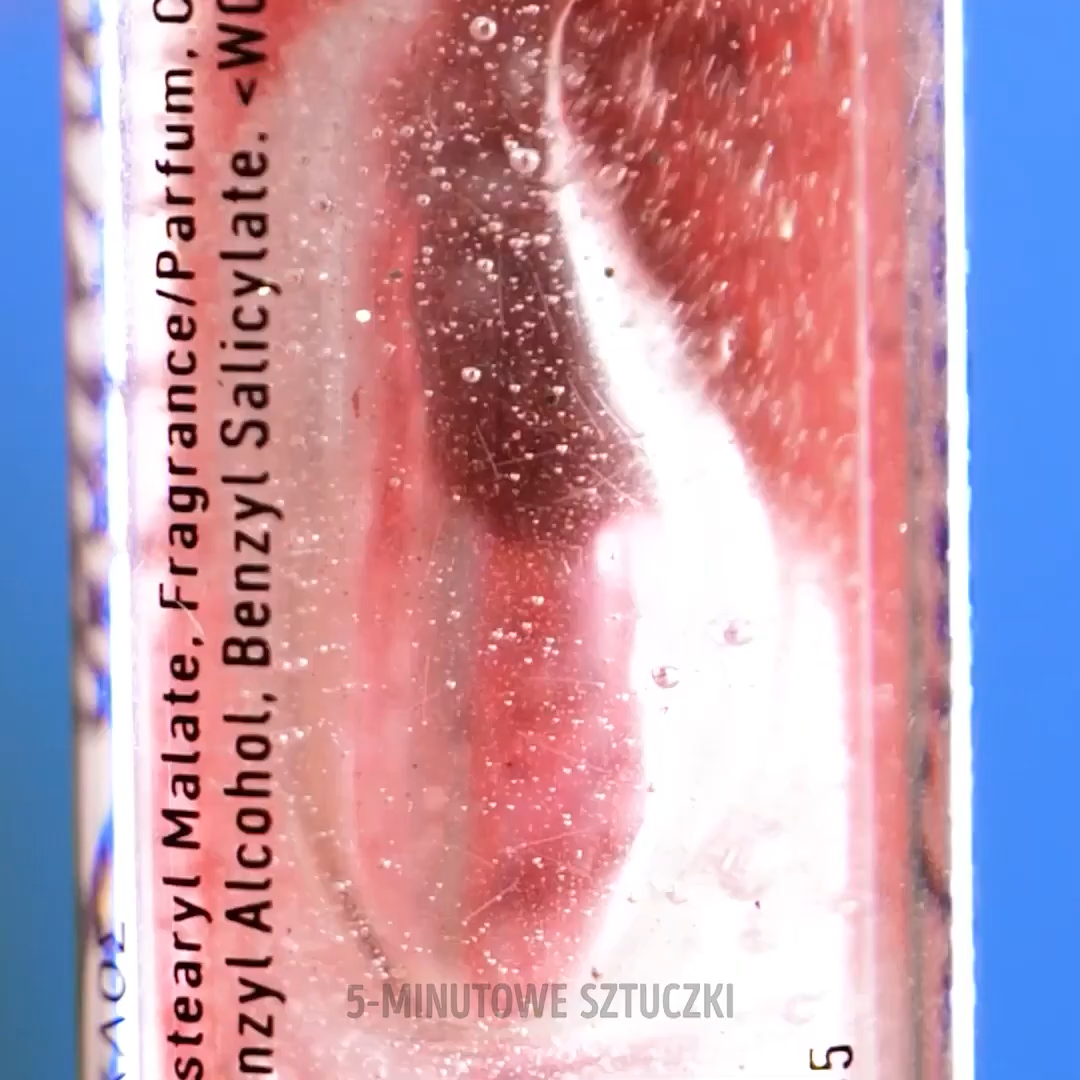 stearyl Malate, Fragrance/Parfum,
nzyl Alcohol, Benzyl Salicylate. <W
5
5-MINUTOWE SZTUCZKI